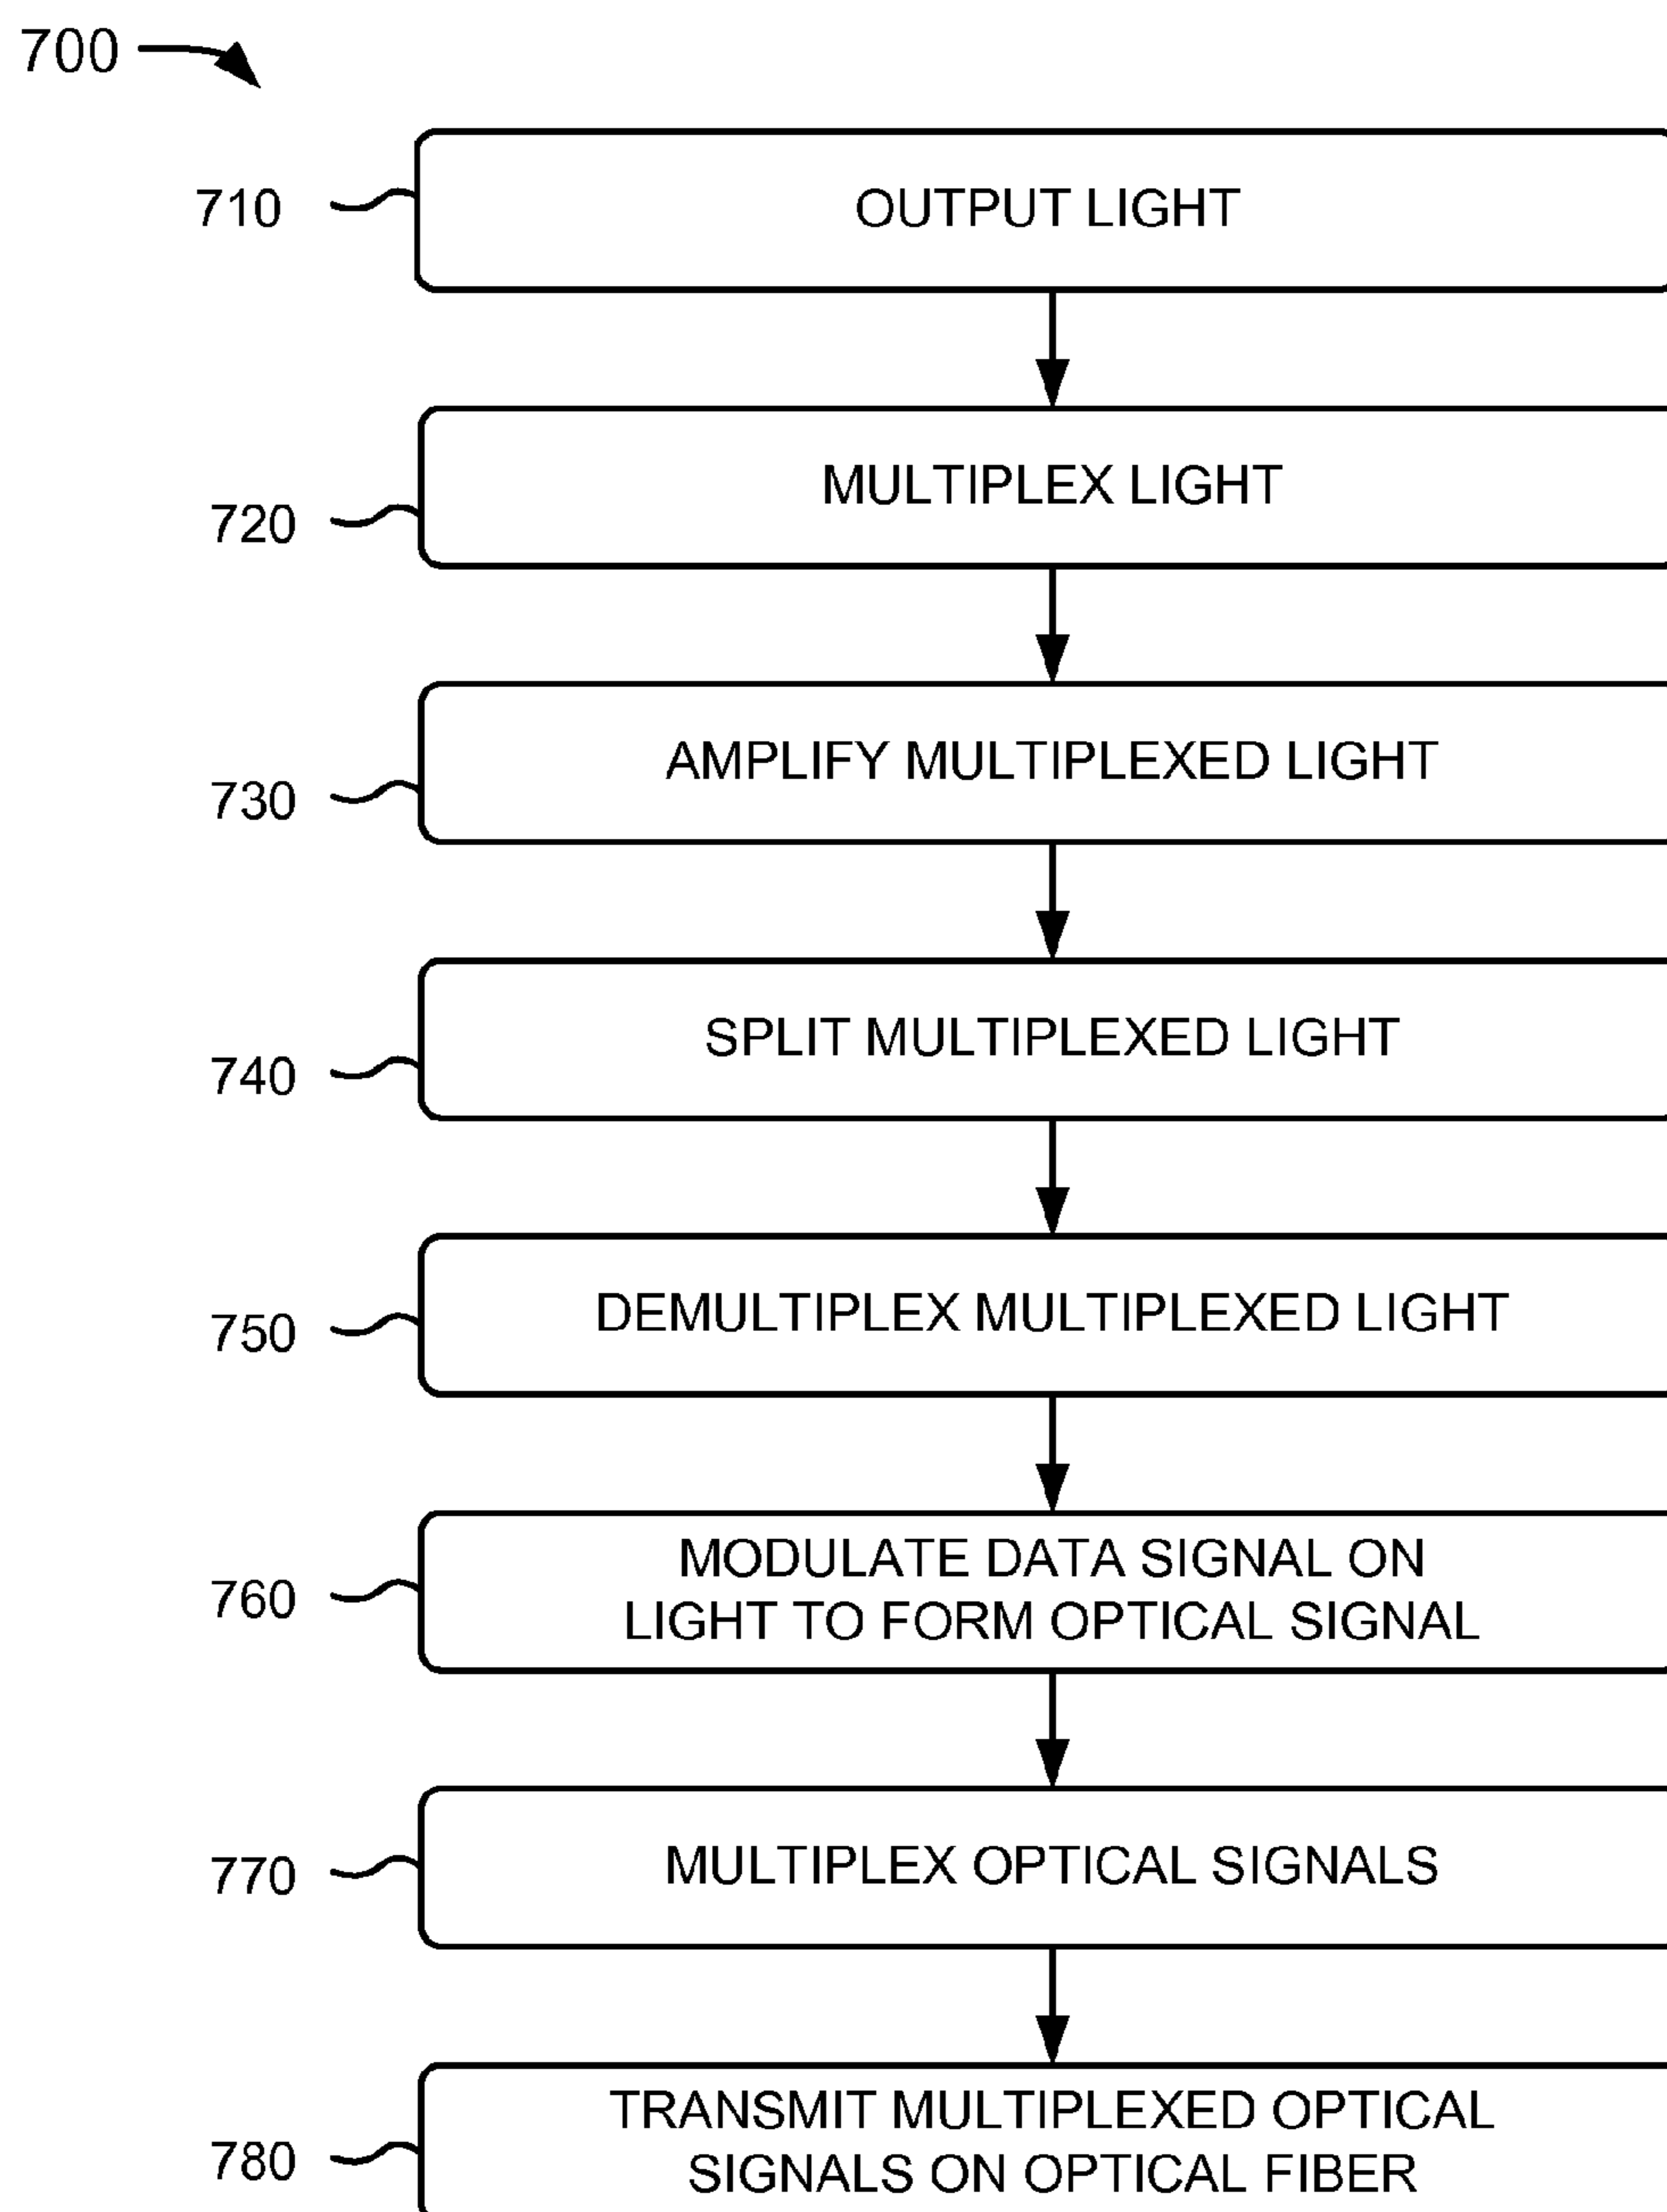 700
710
OUTPUT LIGHT
720
MULTIPLEX LIGHT
730
AMPLIFY MULTIPLEXED LIGHT
740
SPLIT MULTIPLEXED LIGHT
750
DEMULTIPLEX MULTIPLEXED LIGHT
760
MODULATE DATA SIGNAL ON
LIGHT TO FORM OPTICAL SIGNAL
770
MULTIPLEX OPTICAL SIGNALS
780
TRANSMIT MULTIPLEXED OPTICAL
SIGNALS ON OPTICAL FIBER